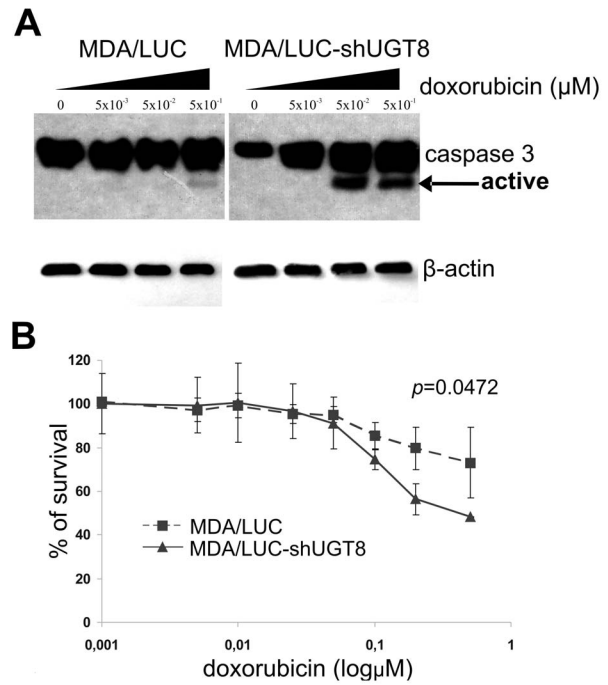 A
MDA/LUC MDA/LUC-shUGT8
doxorubicin (µM)
0 5x10⁻³ 5x10⁻² 5x10⁻¹ 0 5x10⁻³ 5x10⁻² 5x10⁻¹
caspase 3
active
β-actin
B
120
100
80
60
40
20
0
% of survival
p=0.0472
MDA/LUC
MDA/LUC-shUGT8
0,001 0,01 0,1 1
doxorubicin (logµM)